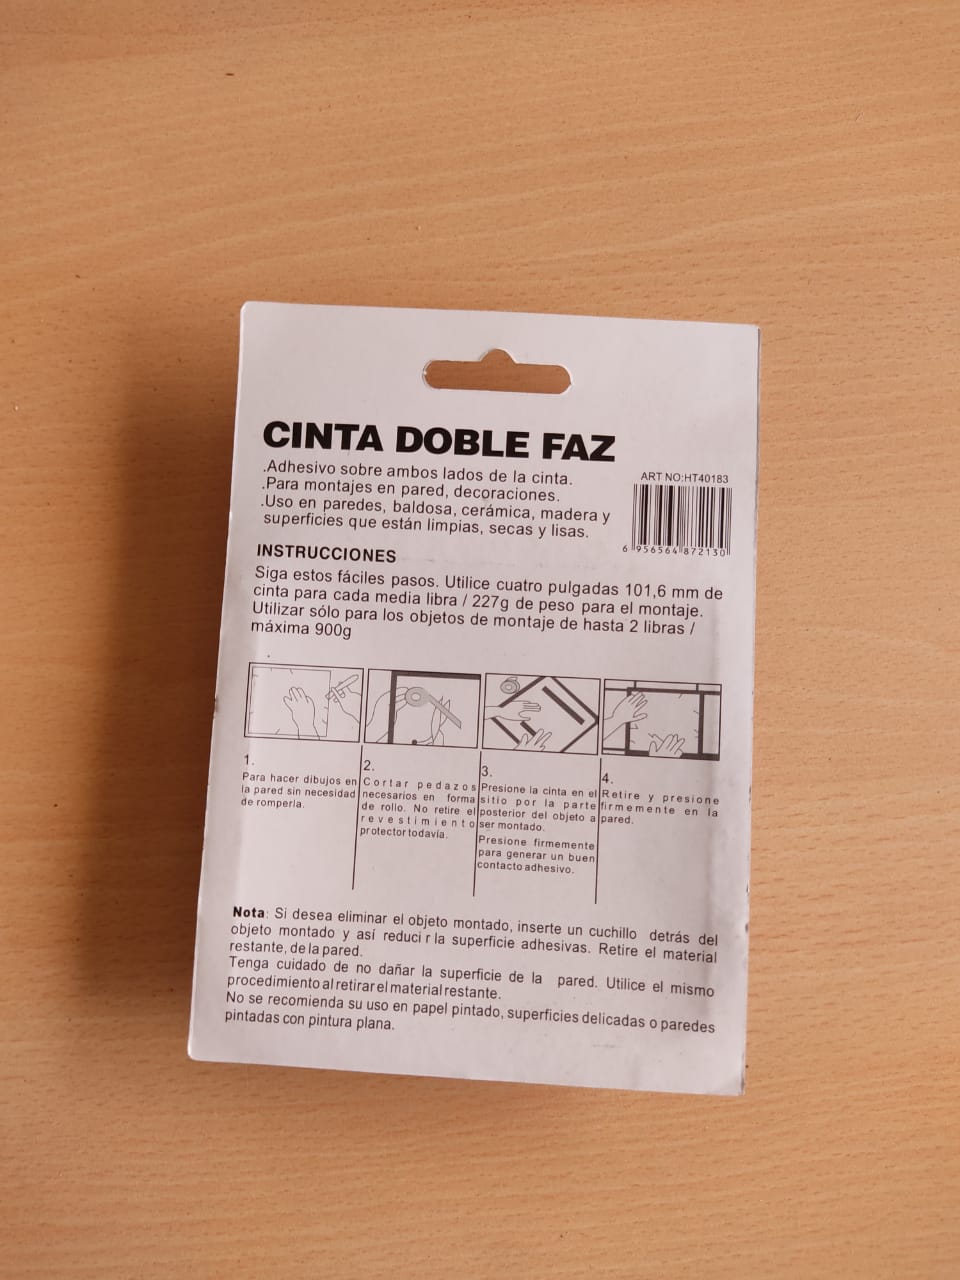 CINTA DOBLE FAZ
.Adhesivo sobre ambos lados de la cinta.
.Para montajes en pared, decoraciones.
.Uso en paredes, baldosa, cerámica, madera y
superficies que están limpias, secas y lisas.
ART NO:HT40183
6 956564 872130
INSTRUCCIONES
Siga estos fáciles pasos. Utilice cuatro pulgadas 101,6 mm de
cinta para cada media libra / 227g de peso para el montaje.
Utilizar sólo para los objetos de montaje de hasta 2 libras /
máxima 900g
1.
Para hacer dibujos en
la pared sin necesidad
de romperla.
2.
Cortar pedazos
necesarios en forma
de rollo. No retire el
revestimiento
protector todavía.
3.
Presione la cinta en el
sitio por la parte
posterior del objeto a
ser montado.
Presione firmemente
para generar un buen
contacto adhesivo.
4.
Retire y presione
firmemente en la
pared.
Nota: Si desea eliminar el objeto montado, inserte un cuchillo detrás del
objeto montado y así reduci r la superficie adhesivas. Retire el material
restante, de la pared.
Tenga cuidado de no dañar la superficie de la pared. Utilice el mismo
procedimiento al retirar el material restante.
No se recomienda su uso en papel pintado, superficies delicadas o paredes
pintadas con pintura plana.